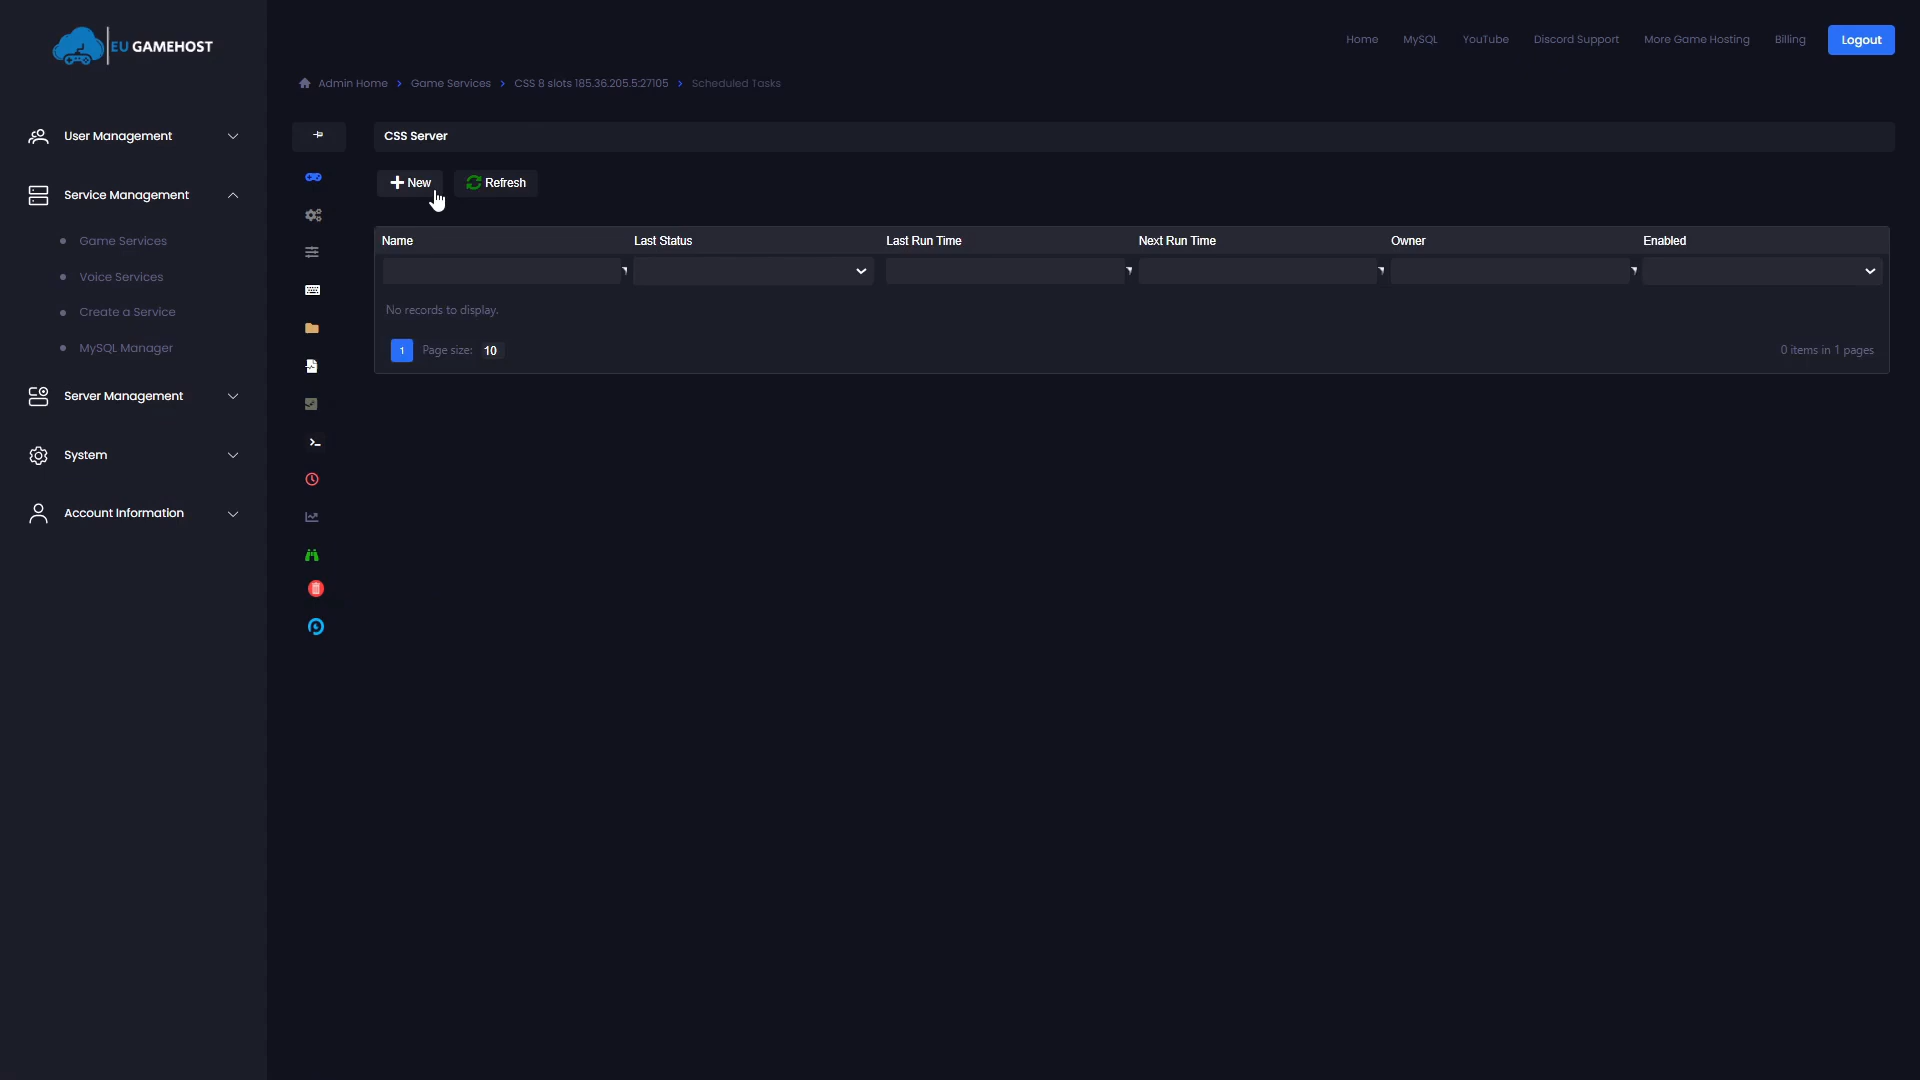 EU GAMEHOST
Home MySQL YouTube Discord Support More Game Hosting Billing Logout
Admin Home > Game Services > CSS 8 slots 185.36.205.5:27105 > Scheduled Tasks
User Management
Service Management
Game Services
Voice Services
Create a Service
MySQL Manager
Server Management
System
Account Information
CSS Server
New Refresh
Name Last Status Last Run Time Next Run Time Owner Enabled
No records to display.
1 Page size: 10 0 items in 1 pages